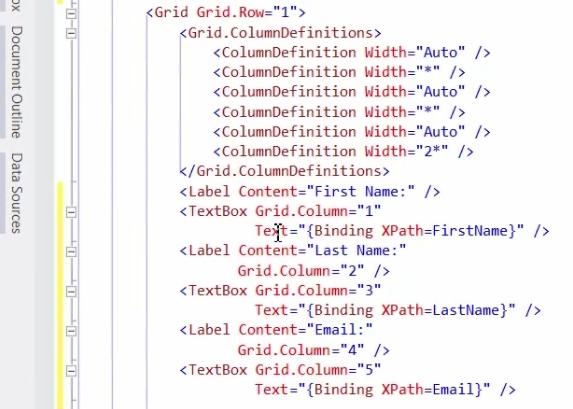 ox
Document Outline
Data Sources
<Grid Grid.Row="1">
<Grid.ColumnDefinitions>
<ColumnDefinition Width="Auto" />
<ColumnDefinition Width="*" />
<ColumnDefinition Width="Auto" />
<ColumnDefinition Width="*" />
<ColumnDefinition Width="Auto" />
<ColumnDefinition Width="2*" />
</Grid.ColumnDefinitions>
<Label Content="First Name:" />
<TextBox Grid.Column="1"
Text="{Binding XPath=FirstName}" />
<Label Content="Last Name:"
Grid.Column="2" />
<TextBox Grid.Column="3"
Text="{Binding XPath=LastName}" />
<Label Content="Email:"
Grid.Column="4" />
<TextBox Grid.Column="5"
Text="{Binding XPath=Email}" />